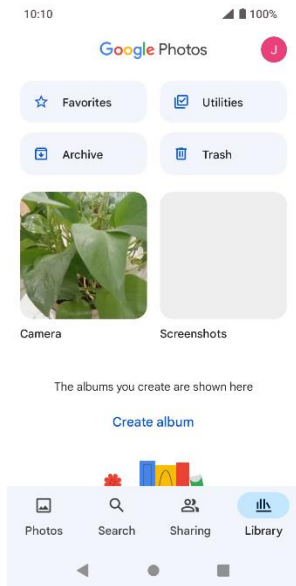 10:10
100%
Google Photos
J
Favorites
Utilities
Archive
Trash
Camera
Screenshots
The albums you create are shown here
Create album
Photos
Search
Sharing
Library